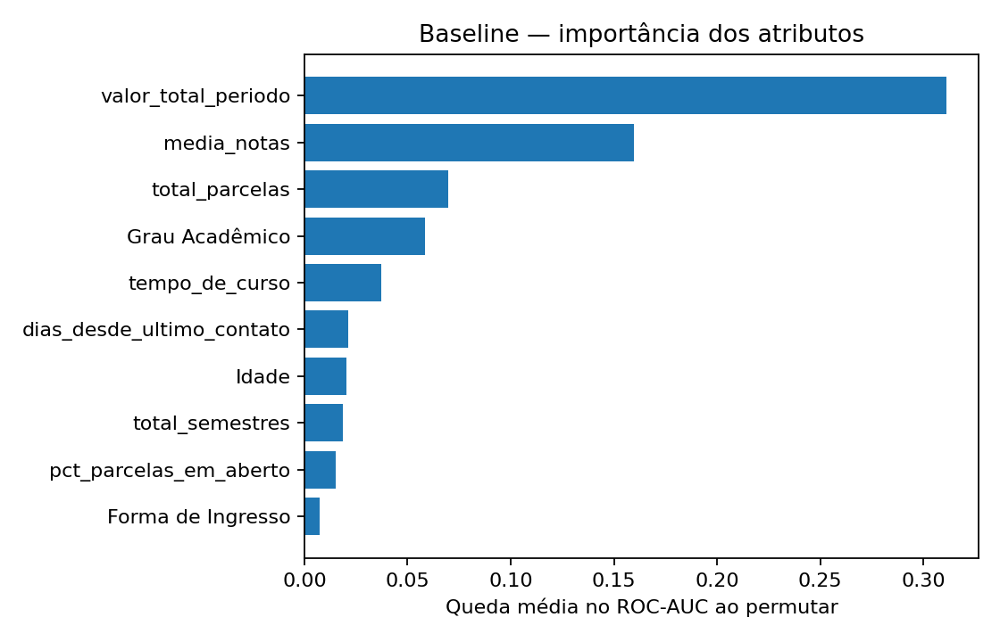 Baseline — importância dos atributos
valor_total_periodo
media_notas
total_parcelas
Grau Acadêmico
tempo_de_curso
dias_desde_ultimo_contato
Idade
total_semestres
pct_parcelas_em_aberto
Forma de Ingresso
0.00 0.05 0.10 0.15 0.20 0.25 0.30
Queda média no ROC-AUC ao permutar